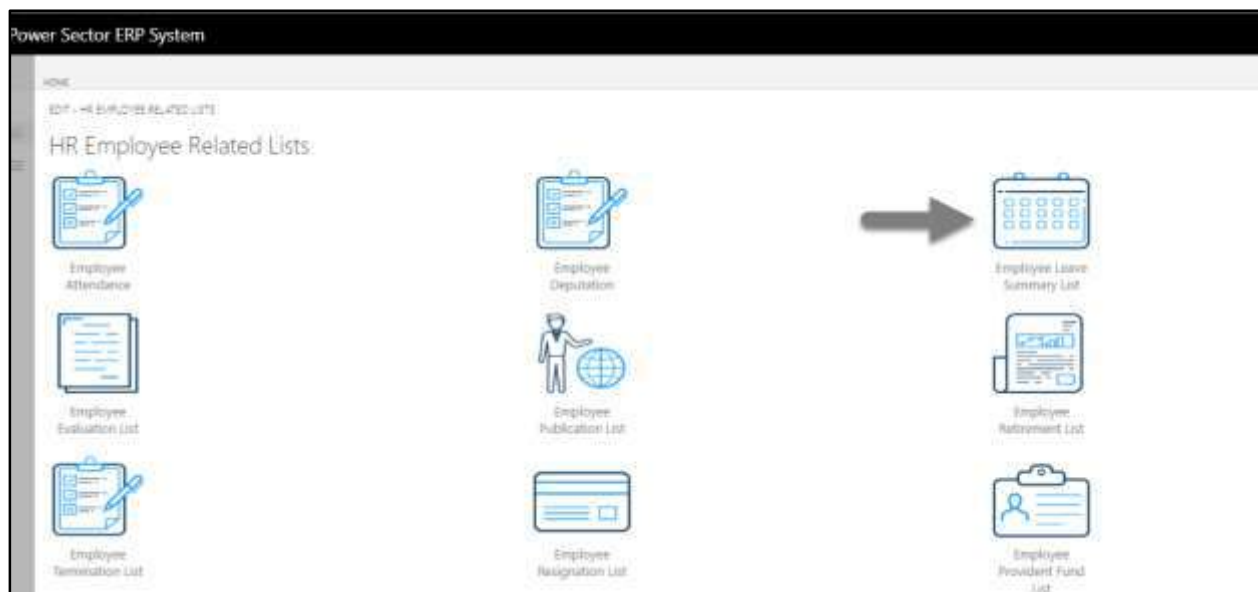 Power Sector ERP System
HOME
EDIT - HR EMPLOYEE RELATED LISTS
HR Employee Related Lists
Employee
Attendance
Employee
Deputation
Employee Leave
Summary List
Employee
Evaluation List
Employee
Publication List
Employee
Retirement List
Employee
Termination List
Employee
Resignation List
Employee
Provident Fund
List